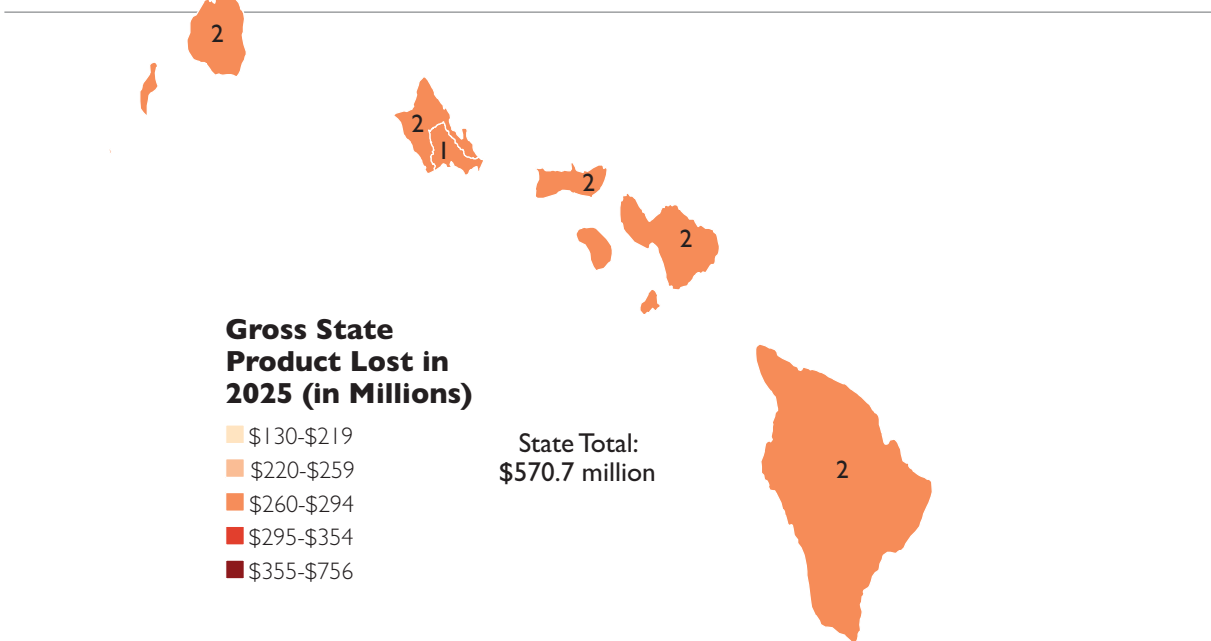 2
2
1
2
2
Gross State
Product Lost in
2025 (in Millions)
$130-$219
$220-$259
$260-$294
$295-$354
$355-$756
State Total:
$570.7 million
2